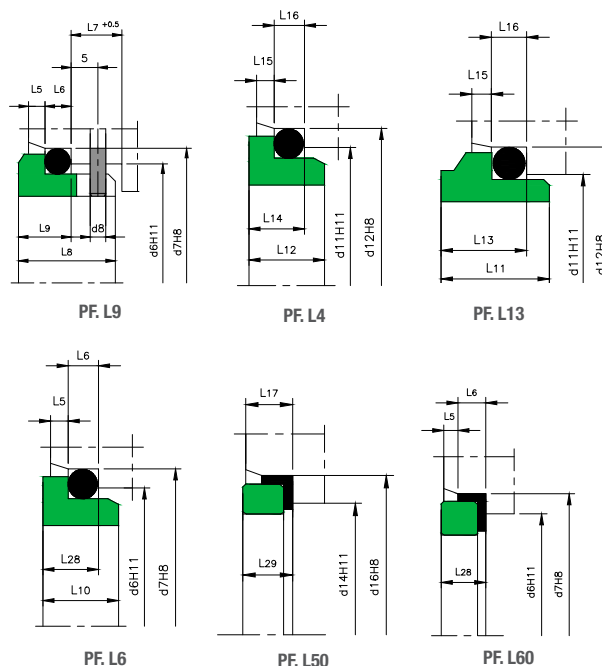 L7 +0.5
5
L5
L6
d8
L9
L8
d6H11
d7H8
PF. L9
L16
L15
L14
L12
d11H11
d12H8
PF. L4
L16
L15
L13
L11
d11H11
d12H8
PF. L13
L6
L5
L28
L10
d6H11
d7H8
PF. L6
L17
L29
d14H11
d16H8
PF. L50
L6
L5
L28
d6H11
d7H8
PF. L60